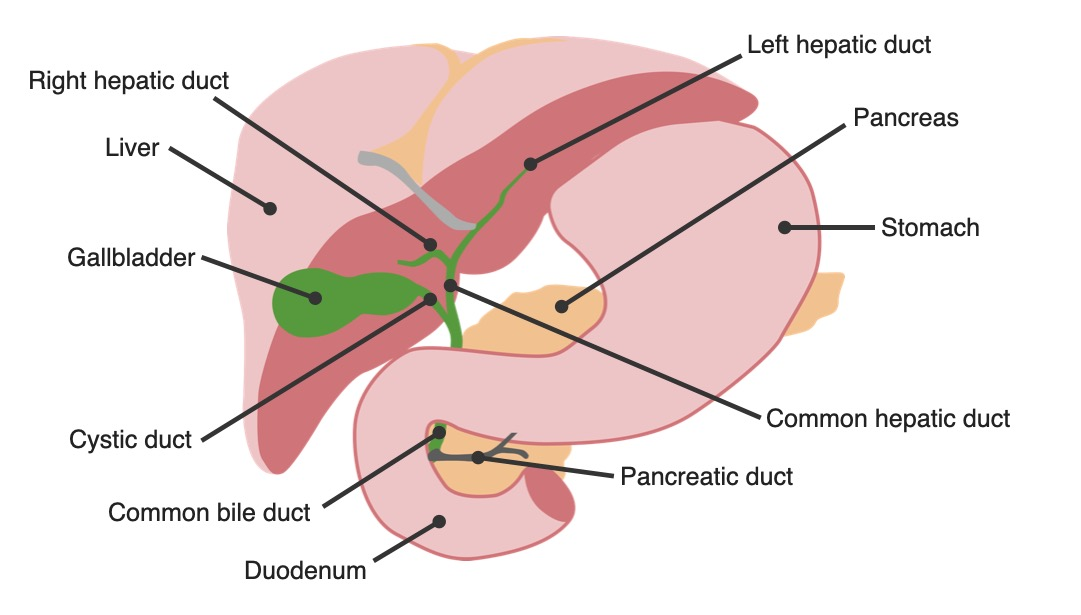 Left hepatic duct
Right hepatic duct
Pancreas
Liver
Stomach
Gallbladder
Common hepatic duct
Cystic duct
Pancreatic duct
Common bile duct
Duodenum